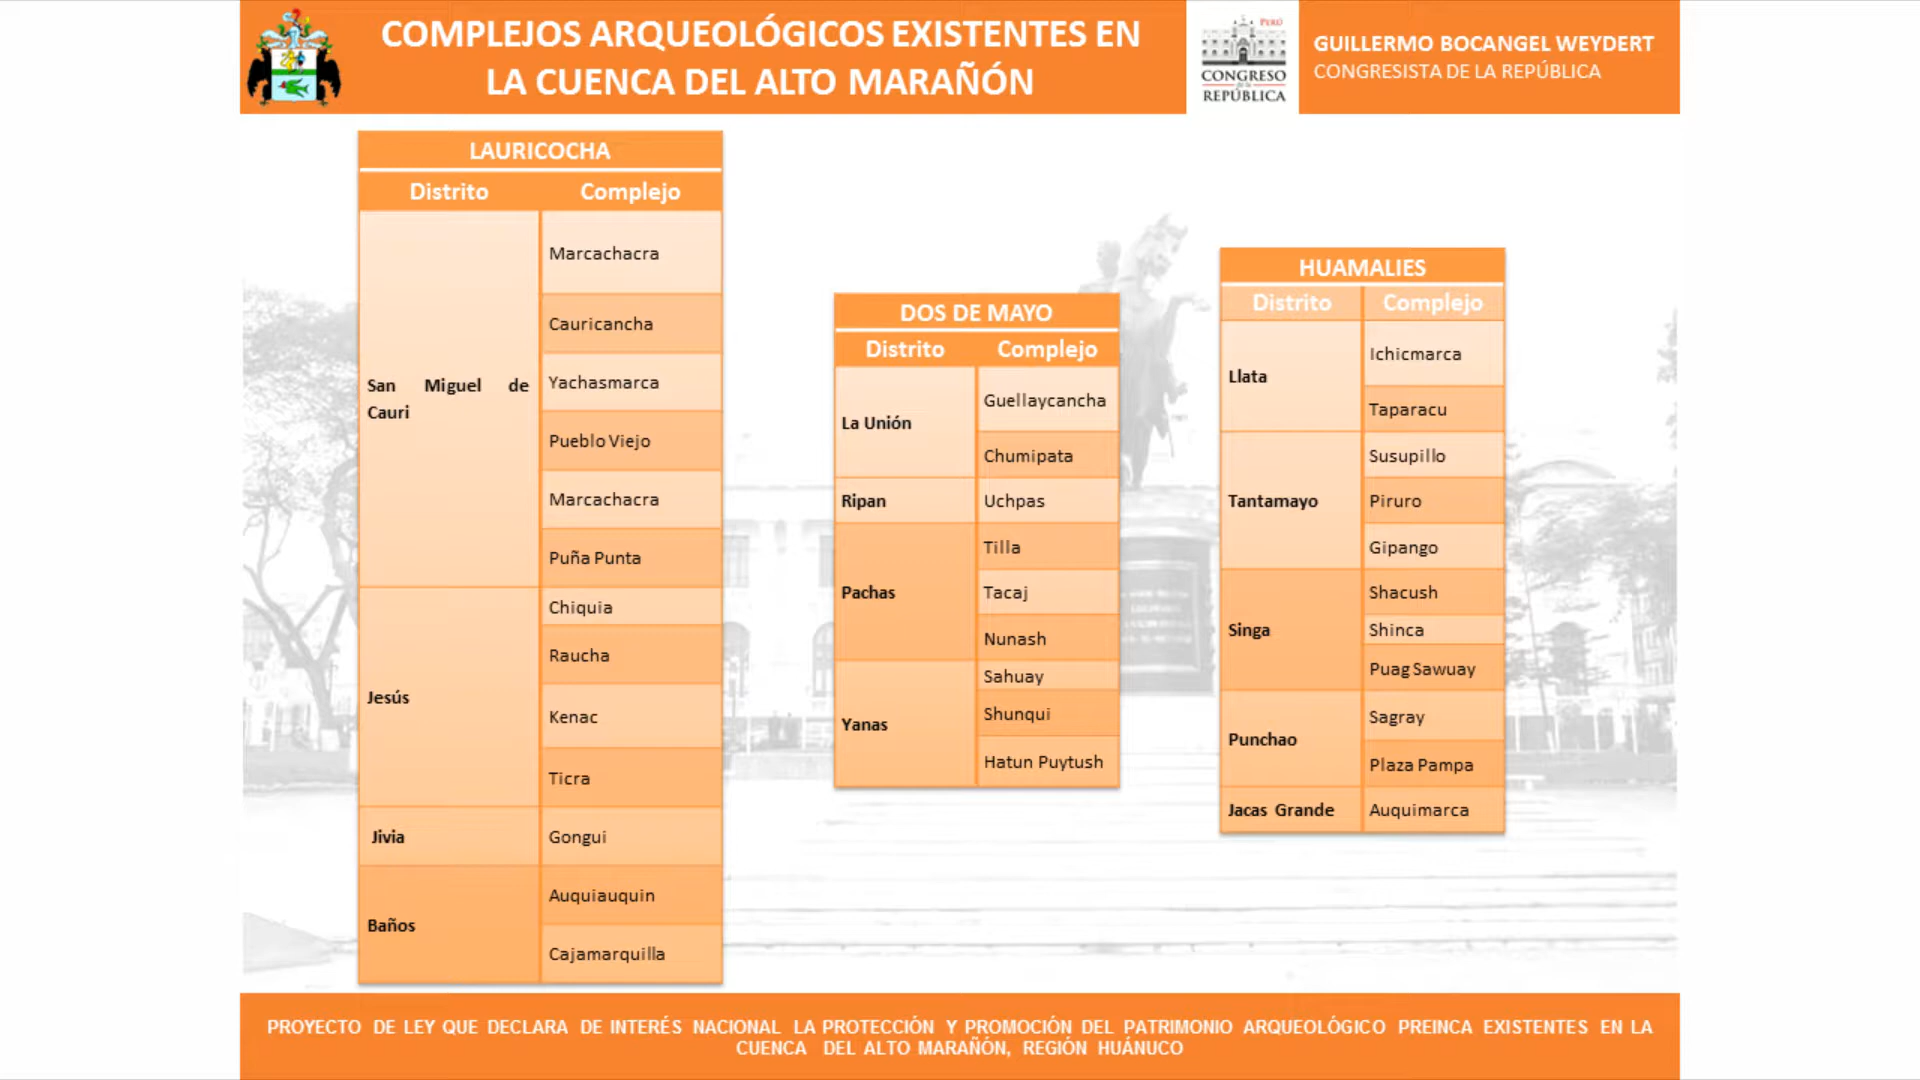 COMPLEJOS ARQUEOLÓGICOS EXISTENTES EN
LA CUENCA DEL ALTO MARAÑÓN
PERÚ
CONGRESO
de la
REPÚBLICA
GUILLERMO BOCANGEL WEYDERT
CONGRESISTA DE LA REPÚBLICA
LAURICOCHA
Distrito Complejo
San Miguel de
Cauri
Marcachacra
Cauricancha
Yachasmarca
Pueblo Viejo
Marcachacra
Puña Punta
Jesús
Chiquia
Raucha
Kenac
Ticra
Jivia
Gongui
Baños
Auquiauquin
Cajamarquilla
DOS DE MAYO
Distrito Complejo
La Unión
Guellaycancha
Chumipata
Ripan
Uchpas
Pachas
Tilla
Tacaj
Nunash
Yanas
Sahuay
Shunqui
Hatun Puytush
HUAMALIES
Distrito Complejo
Llata
Ichicmarca
Taparacu
Tantamayo
Susupillo
Piruro
Gipango
Singa
Shacush
Shinca
Puag Sawuay
Punchao
Sagray
Plaza Pampa
Jacas Grande
Auquimarca
PROYECTO DE LEY QUE DECLARA DE INTERÉS NACIONAL LA PROTECCIÓN Y PROMOCIÓN DEL PATRIMONIO ARQUEOLÓGICO PREINCA EXISTENTES EN LA
CUENCA DEL ALTO MARAÑÓN, REGIÓN HUÁNUCO